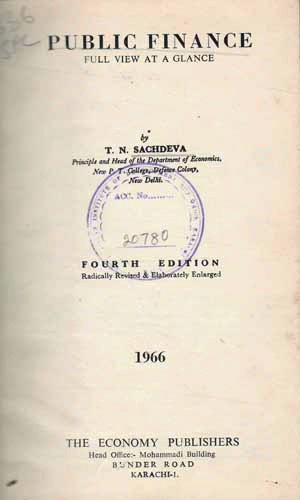 PUBLIC FINANCE
FULL VIEW AT A GLANCE
by
T. N. SACHDEVA
Principle and Head of the Department of Economics,
New P. T. College, Defence Colony,
New Delhi.
ACC. No.........
20780
FOURTH EDITION
Radically Revised & Elaborately Enlarged
1966
THE ECONOMY PUBLISHERS
Head Office:- Mohammadi Building
BUNDER ROAD
KARACHI-1.